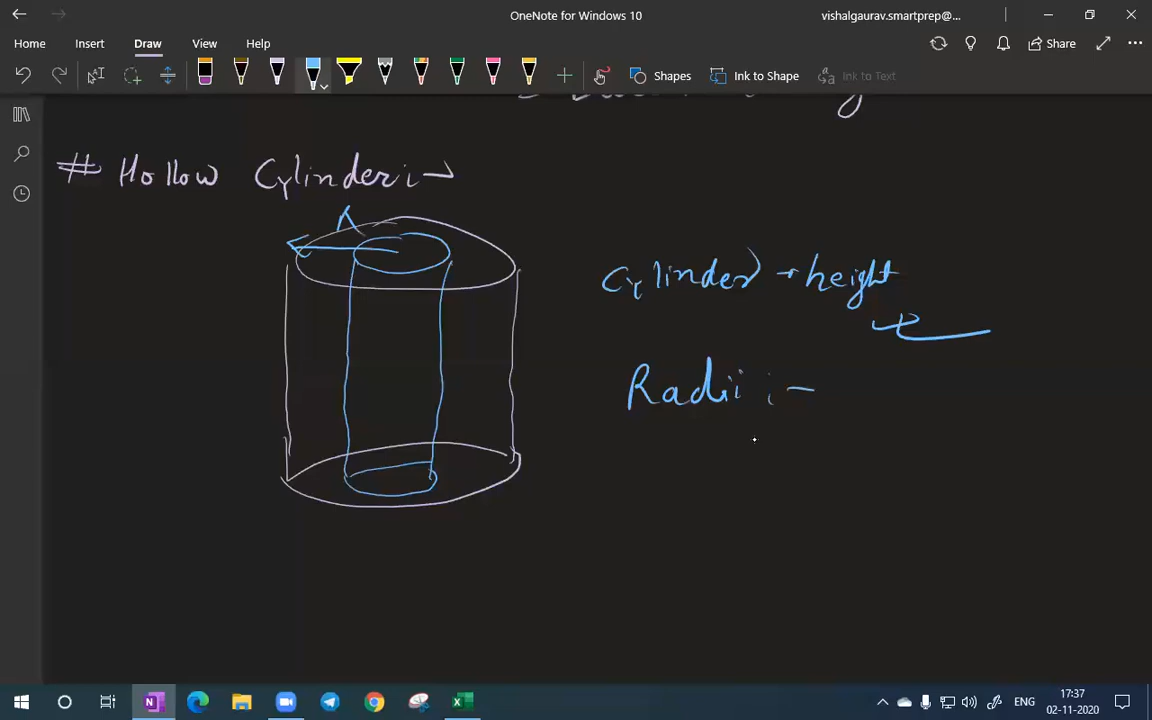 OneNote for Windows 10
vishalgaurav.smartprep@...
Home Insert Draw View Help
Share
Shapes
Ink to Shape
Ink to Text
# Hollow Cylinder :-
Cylinder → height
Radii :-
ENG
17:37
02-11-2020